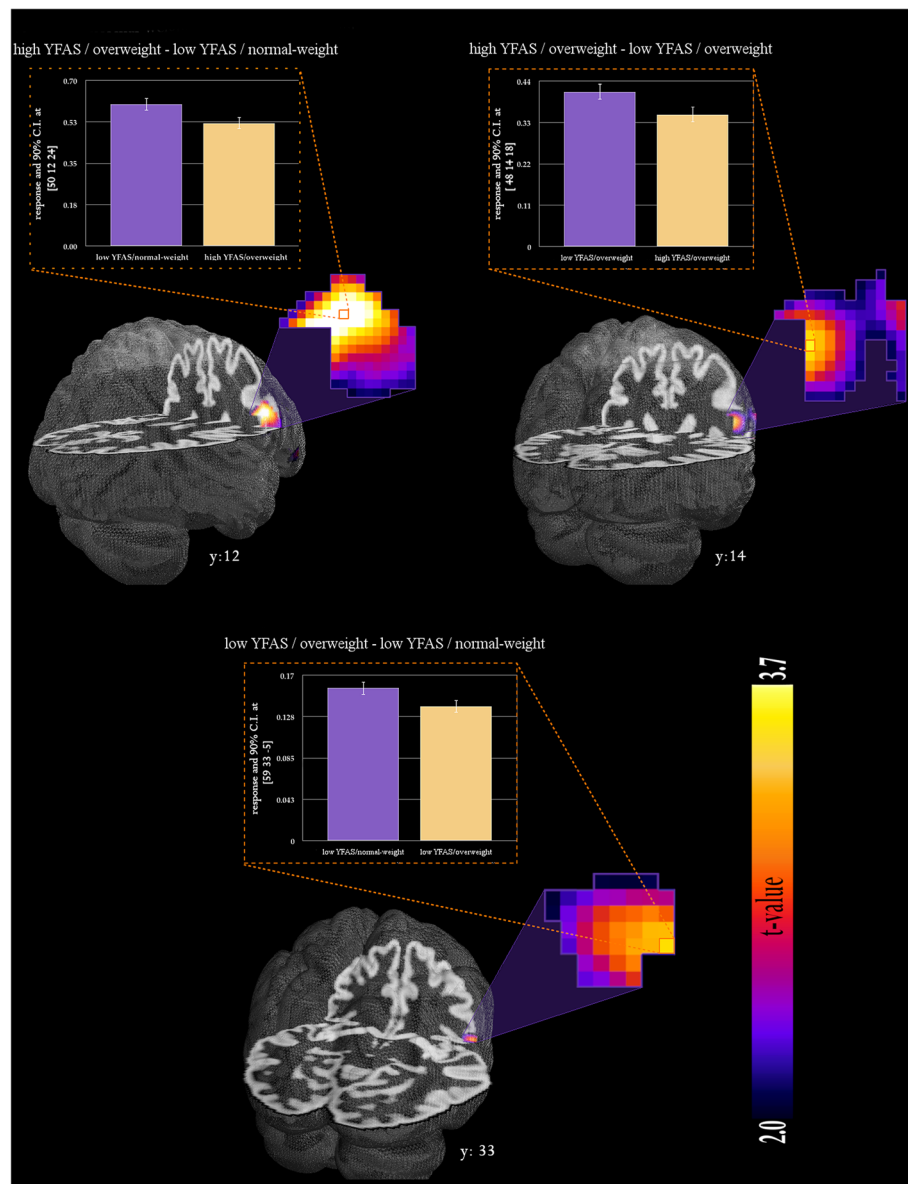 high YFAS / overweight - low YFAS / normal-weight
response and 90% C.I. at
[50 12 24]
0.70
0.53
0.35
0.18
0.00
low YFAS/normal-weight
high YFAS/overweight
y:12
high YFAS / overweight - low YFAS / overweight
response and 90% C.I. at
[ 48 14 18]
0.44
0.33
0.22
0.11
0
low YFAS/overweight
high YFAS/overweight
y:14
low YFAS / overweight - low YFAS / normal-weight
response and 90% C.I. at
[59 33 -5]
0.17
0.128
0.085
0.043
0
low YFAS/normal-weight
low YFAS/overweight
y: 33
3.7
t-value
2.0